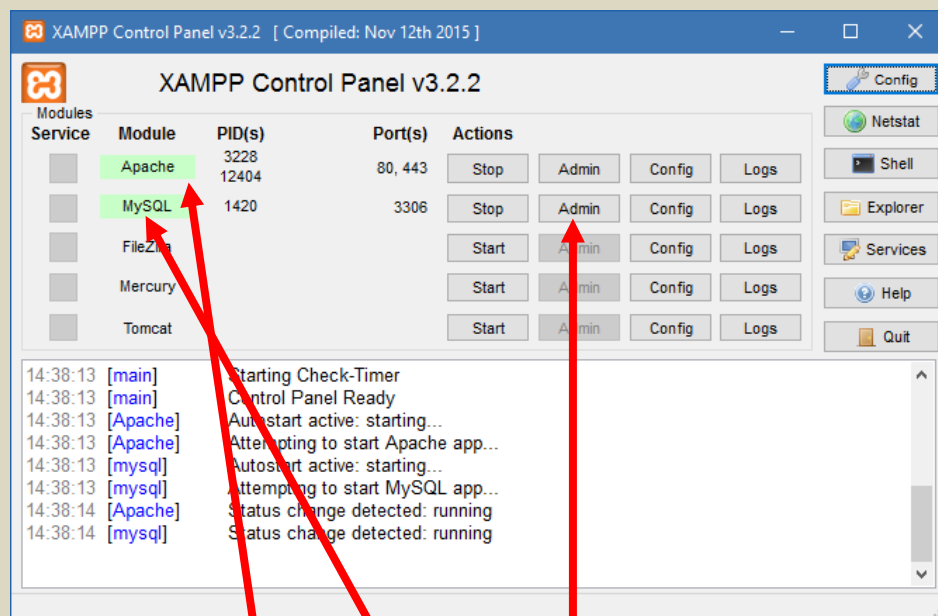 XAMPP Control Panel v3.2.2 [ Compiled: Nov 12th 2015 ]
XAMPP Control Panel v3.2.2
Config
Modules
Service Module PID(s) Port(s) Actions
Netstat
Apache 3228 12404 80, 443 Stop Admin Config Logs
Shell
MySQL 1420 3306 Stop Admin Config Logs
Explorer
FileZilla Start Admin Config Logs
Services
Mercury Start Admin Config Logs
Help
Tomcat Start Admin Config Logs
Quit
14:38:13 [main] Starting Check-Timer
14:38:13 [main] Control Panel Ready
14:38:13 [Apache] Autostart active: starting...
14:38:13 [Apache] Attempting to start Apache app...
14:38:13 [mysql] Autostart active: starting...
14:38:13 [mysql] Attempting to start MySQL app...
14:38:14 [Apache] Status change detected: running
14:38:14 [mysql] Status change detected: running